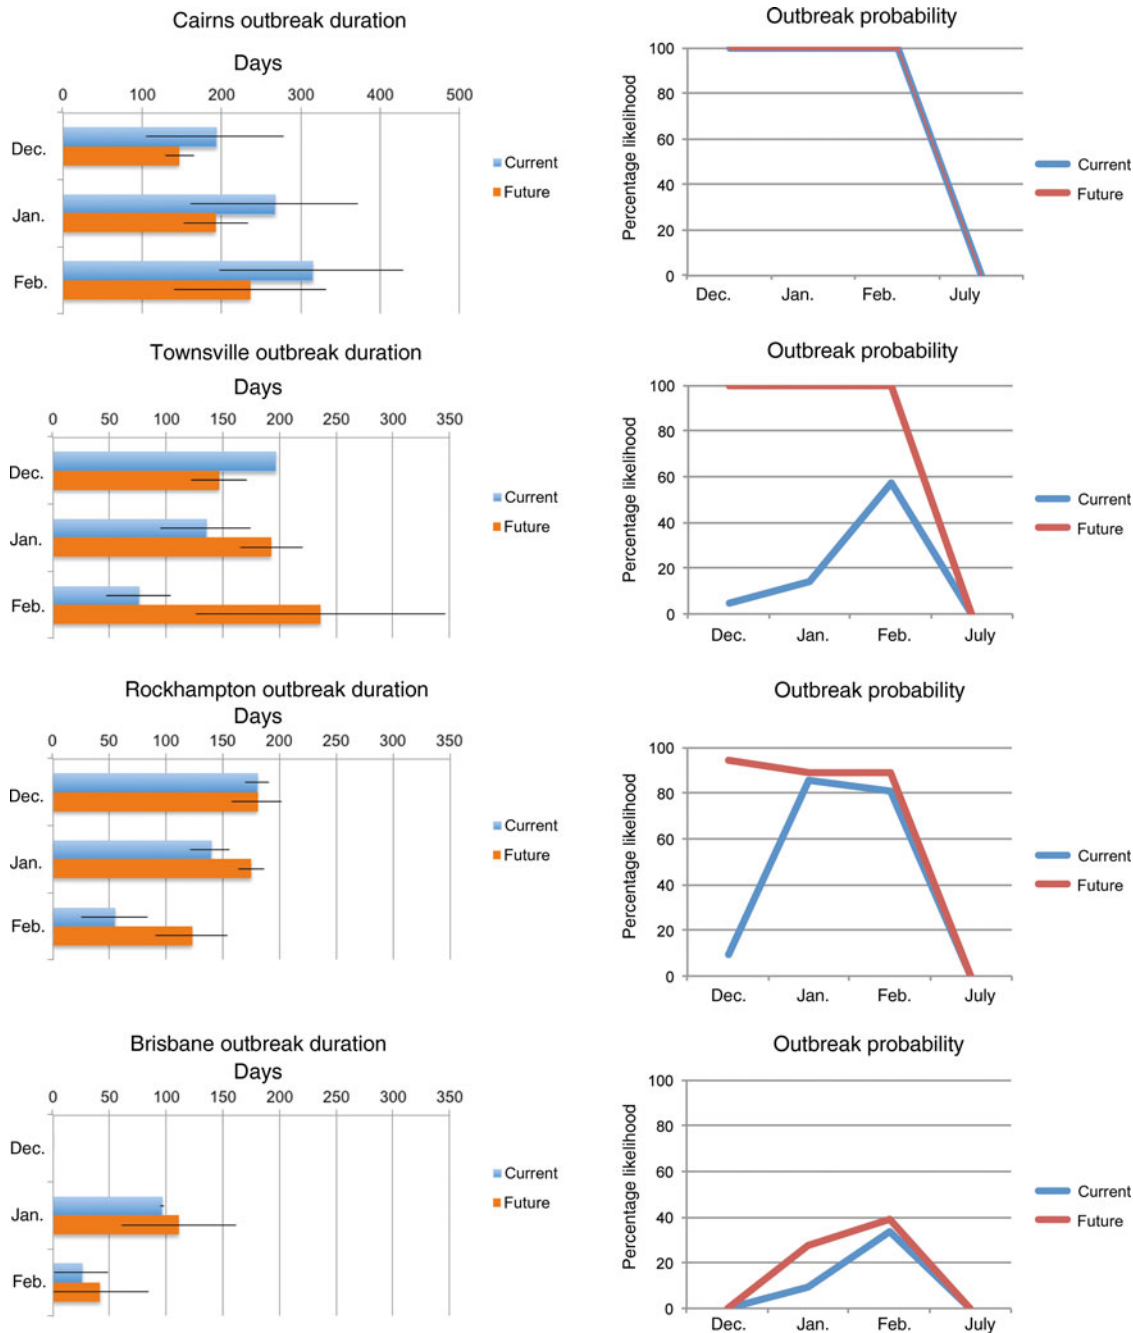 Cairns outbreak duration
Days
0 100 200 300 400 500
Dec.
Jan.
Feb.
Current
Future
Outbreak probability
Percentage likelihood
100
80
60
40
20
0
Dec. Jan. Feb. July
Current
Future
Townsville outbreak duration
Days
0 50 100 150 200 250 300 350
Dec.
Jan.
Feb.
Current
Future
Outbreak probability
Percentage likelihood
100
80
60
40
20
0
Dec. Jan. Feb. July
Current
Future
Rockhampton outbreak duration
Days
0 50 100 150 200 250 300 350
Dec.
Jan.
Feb.
Current
Future
Outbreak probability
Percentage likelihood
100
80
60
40
20
0
Dec. Jan. Feb. July
Current
Future
Brisbane outbreak duration
Days
0 50 100 150 200 250 300 350
Dec.
Jan.
Feb.
Current
Future
Outbreak probability
Percentage likelihood
100
80
60
40
20
0
Dec. Jan. Feb. July
Current
Future